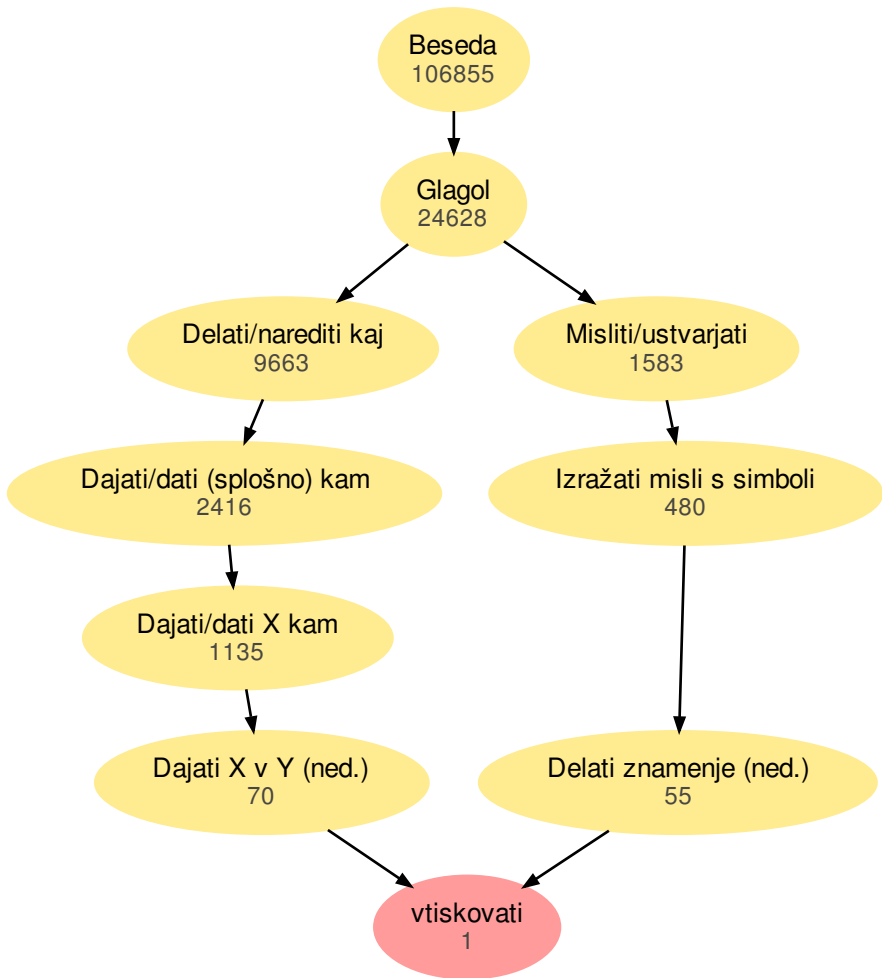 Beseda
106855
Glagol
24628
Delati/narediti kaj
9663
Misliti/ustvarjati
1583
Dajati/dati (splošno) kam
2416
Izražati misli s simboli
480
Dajati/dati X kam
1135
Dajati X v Y (ned.)
70
Delati znamenje (ned.)
55
vtiskovati
1